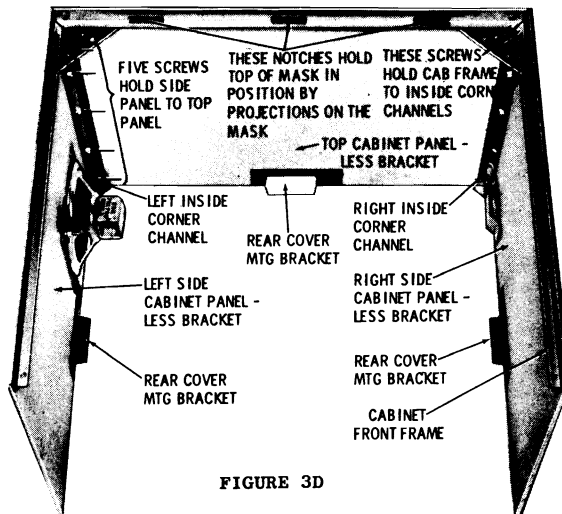 FIVE SCREWS
HOLD SIDE
PANEL TO TOP
PANEL
THESE NOTCHES HOLD
TOP OF MASK IN
POSITION BY
PROJECTIONS ON THE
MASK
THESE SCREWS
HOLD CAB FRAME
TO INSIDE CORN
CHANNELS
TOP CABINET PANEL -
LESS BRACKET
LEFT INSIDE
CORNER
CHANNEL
REAR COVER
MTG BRACKET
RIGHT INSIDE
CORNER
CHANNEL
LEFT SIDE
CABINET PANEL -
LESS BRACKET
RIGHT SIDE
CABINET PANEL -
LESS BRACKET
REAR COVER
MTG BRACKET
REAR COVER
MTG BRACKET
CABINET
FRONT FRAME
FIGURE 3D